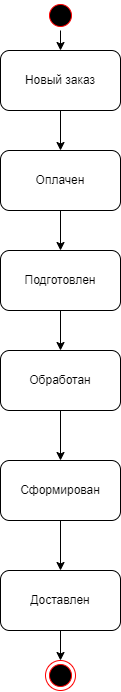 Новый заказ
Оплачен
Подготовлен
Обработан
Сформирован
Доставлен